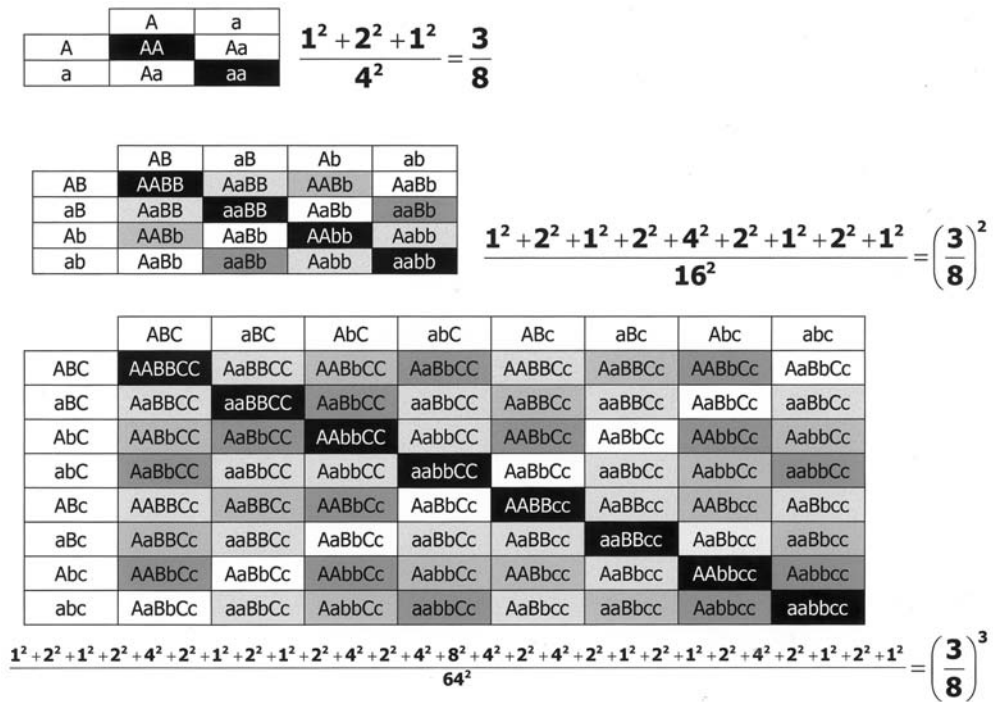 A a
A AA Aa
a Aa aa
1² + 2² + 1² / 4² = 3/8
AB aB Ab ab
AB AABB AaBB AABb AaBb
aB AaBB aaBB AaBb aaBb
Ab AABb AaBb AAbb Aabb
ab AaBb aaBb Aabb aabb
1² + 2² + 1² + 2² + 4² + 2² + 1² + 2² + 1² / 16² = (3/8)²
ABC aBC AbC abC ABc aBc Abc abc
ABC AABBCC AaBBCC AABbCC AaBbCC AABBCc AaBBCc AABbCc AaBbCc
aBC AaBBCC aaBBCC AaBbCC aaBbCC AaBBCc aaBBCc AaBbCc aaBbCc
AbC AABbCC AaBbCC AAbbCC AabbCC AABbCc AaBbCc AAbbCc AabbCc
abC AaBbCC aaBbCC AabbCC aabbCC AaBbCc aaBbCc AabbCc aabbCc
ABc AABBCc AaBBCc AABbCc AaBbCc AABBcc AaBBcc AABbcc AaBbcc
aBc AaBBCc aaBBCc AaBbCc aaBbCc AaBBcc aaBBcc AaBbcc aaBbcc
Abc AABbCc AaBbCc AAbbCc AabbCc AABbcc AaBbcc AAbbcc Aabbcc
abc AaBbCc aaBbCc AabbCc aabbCc AaBbcc aaBbcc Aabbcc aabbcc
1² + 2² + 1² + 2² + 4² + 2² + 1² + 2² + 1² + 2² + 4² + 2² + 4² + 8² + 4² + 2² + 4² + 2² + 1² + 2² + 1² + 2² + 4² + 2² + 1² + 2² + 1² / 64² = (3/8)³